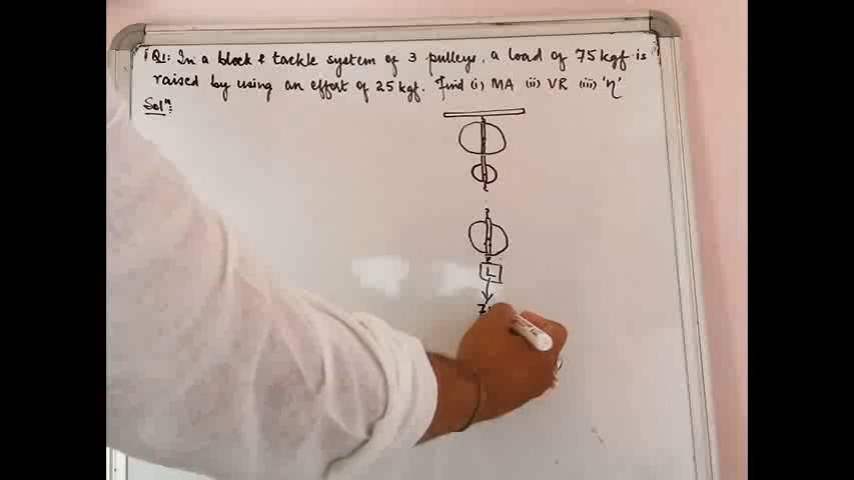 Q1: In a block & tackle system of 3 pulleys, a load of 75 kgf is
raised by using an effort of 25 kgf. Find (i) MA (ii) VR (iii) 'η'
Solⁿ:
L